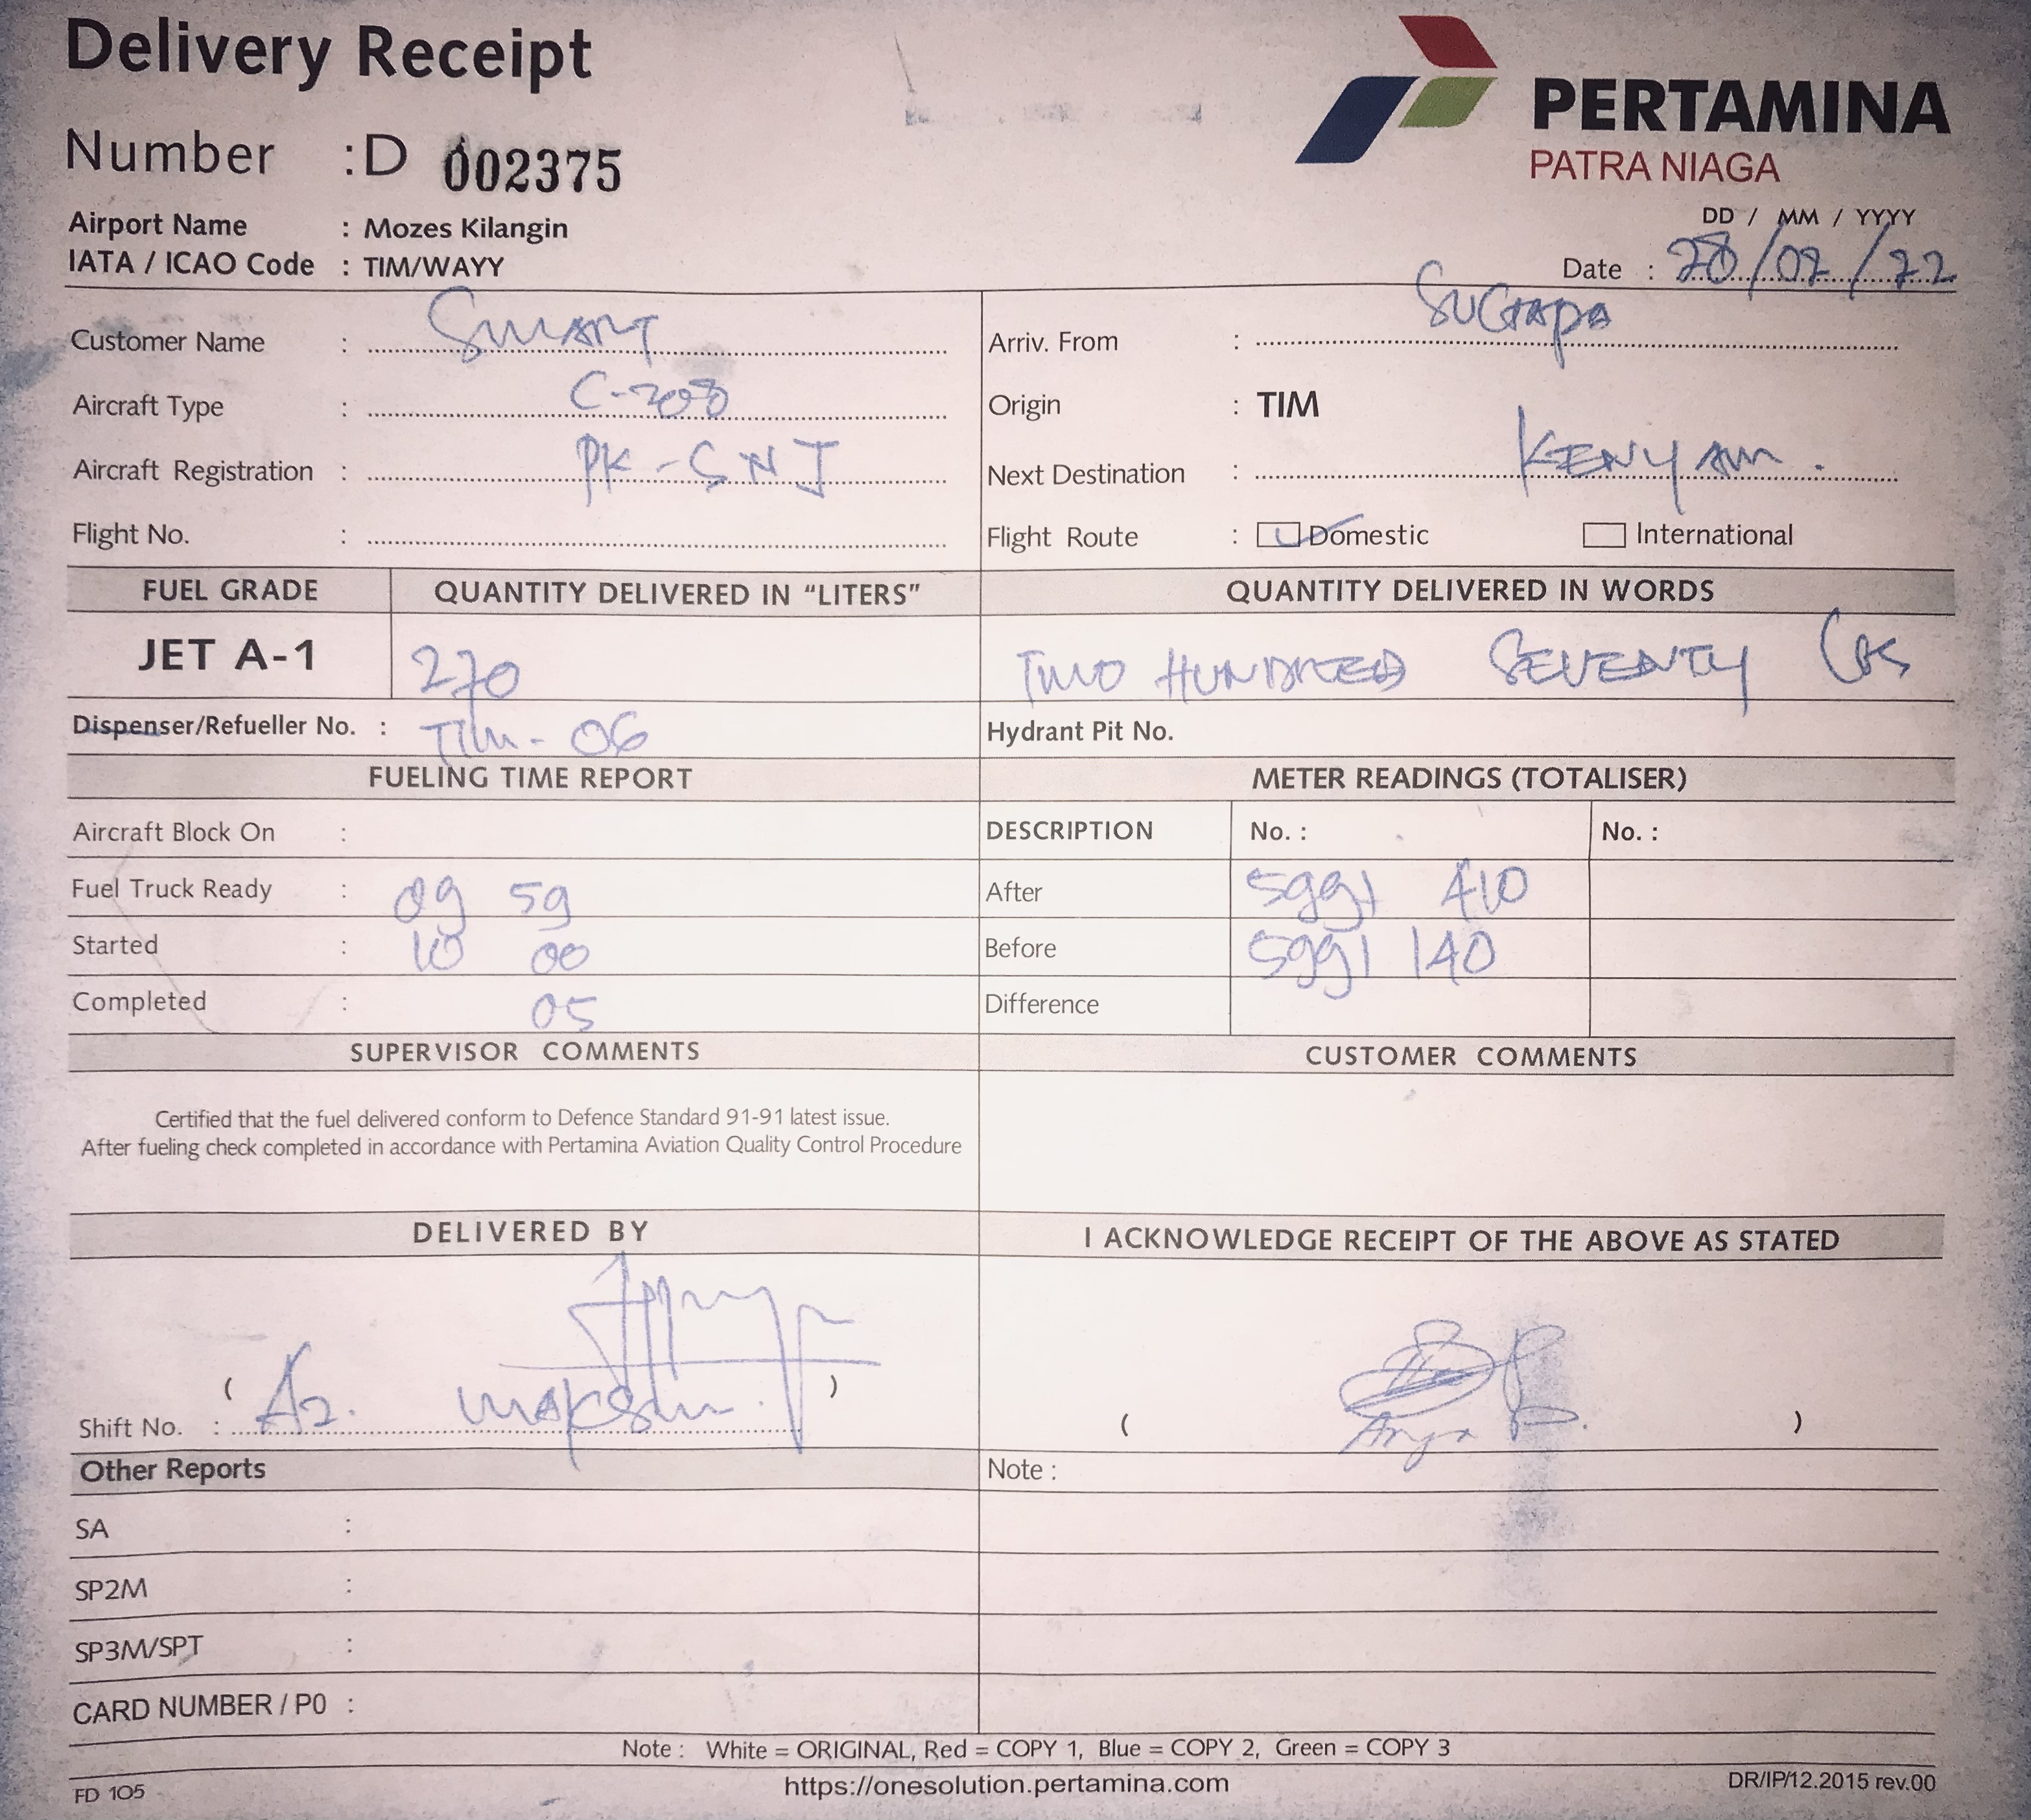 Delivery Receipt
PERTAMINA
PATRA NIAGA
Number : D 002375
Airport Name : Mozes Kilangin
IATA / ICAO Code : TIM/WAYY
DD / MM / YYYY
Date : 28/02/22
Customer Name : SMART
Arriv. From : SUGAPA
Aircraft Type : C-208
Origin : TIM
Aircraft Registration : PK-SNJ
Next Destination : KENYAM.
Flight No. :
Flight Route : Domestic International
FUEL GRADE QUANTITY DELIVERED IN “LITERS” QUANTITY DELIVERED IN WORDS
JET A-1 270 TWO HUNDRED SEVENTY
Dispenser/Refueller No. : TIM-06 Hydrant Pit No.
FUELING TIME REPORT METER READINGS (TOTALISER)
Aircraft Block On : DESCRIPTION No. : No. :
Fuel Truck Ready : 09 59 After 5991 410
Started : 10 00 Before 5991 140
Completed : 05 Difference
SUPERVISOR COMMENTS CUSTOMER COMMENTS
Certified that the fuel delivered conform to Defence Standard 91-91 latest issue.
After fueling check completed in accordance with Pertamina Aviation Quality Control Procedure
DELIVERED BY I ACKNOWLEDGE RECEIPT OF THE ABOVE AS STATED
( ) ( )
Shift No. :
Other Reports Note :
SA :
SP2M :
SP3M/SPT :
CARD NUMBER / P0 :
Note : White = ORIGINAL, Red = COPY 1, Blue = COPY 2, Green = COPY 3
FD 105 https://onesolution.pertamina.com DR/IP/12.2015 rev.00